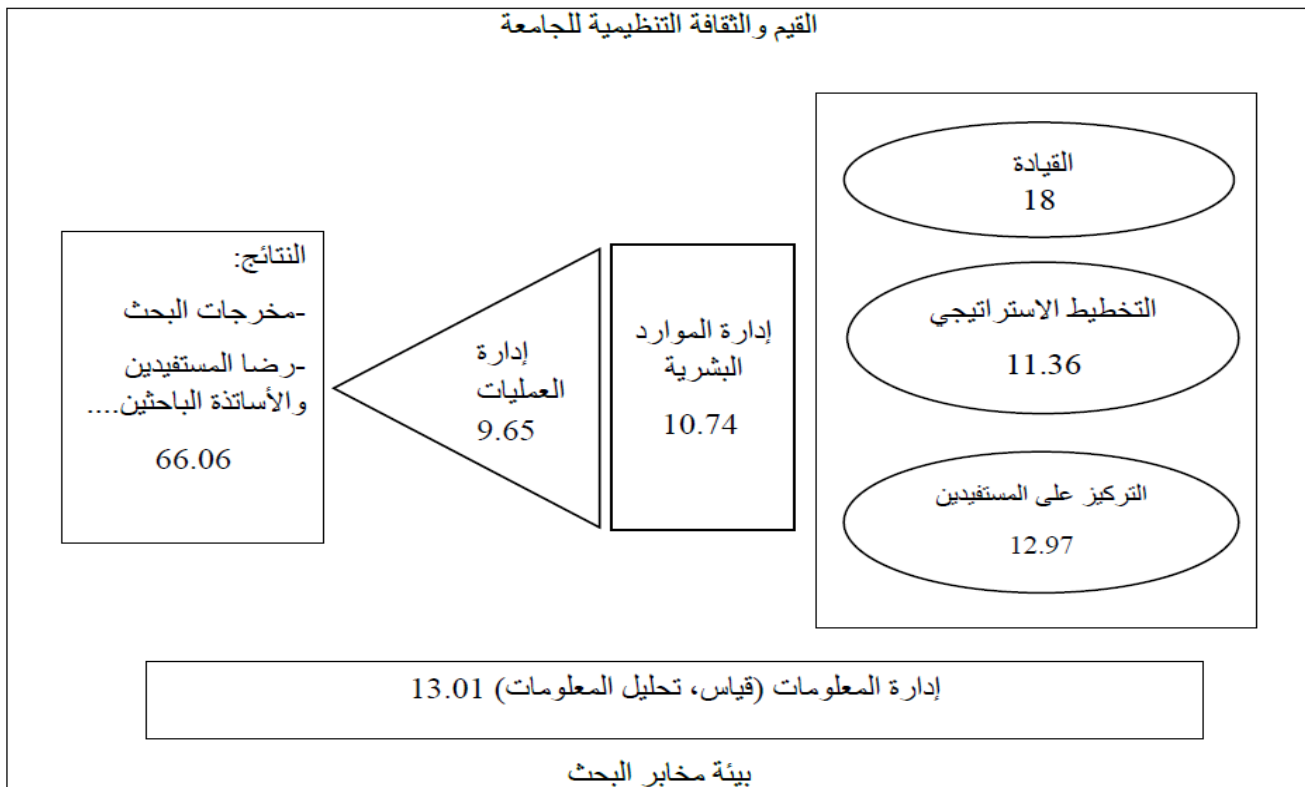 القيم والثقافة التنظيمية للجامعة
القيادة
18
التخطيط الاستراتيجي
11.36
التركيز على المستفيدين
12.97
إدارة الموارد
البشرية
10.74
إدارة
العمليات
9.65
النتائج:
-مخرجات البحث
-رضا المستفيدين
والأساتذة الباحثين....
66.06
إدارة المعلومات (قياس، تحليل المعلومات) 13.01
بيئة مخابر البحث